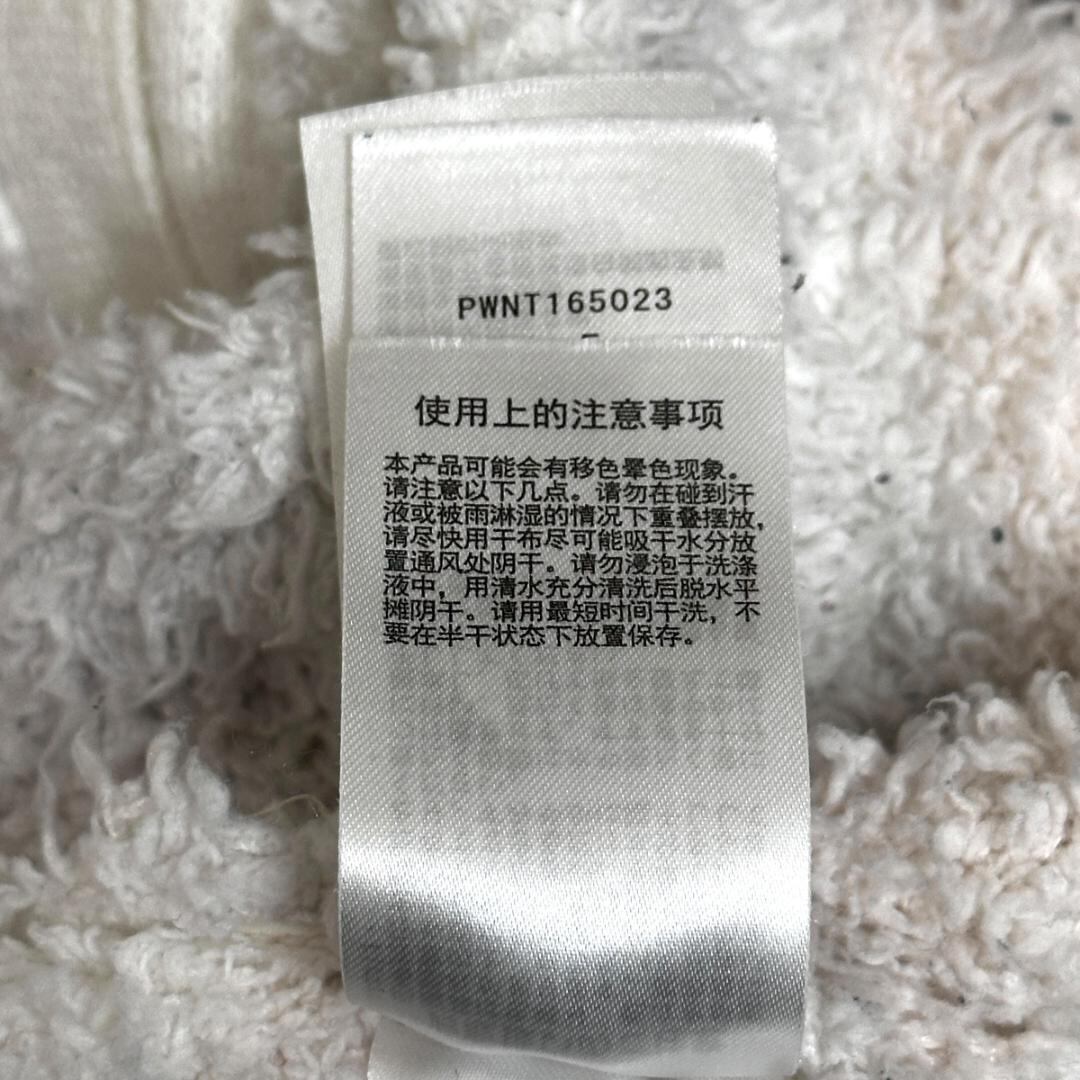 PWNT165023
使用上的注意事项
本产品可能会有移色晕色现象。
请注意以下几点。请勿在碰到汗
液或被雨淋湿的情况下重叠摆放，
请尽快用干布尽可能吸干水分放
置通风处阴干。请勿浸泡于洗涤
液中，用清水充分清洗后脱水平
摊阴干。请用最短时间干洗，不
要在半干状态下放置保存。